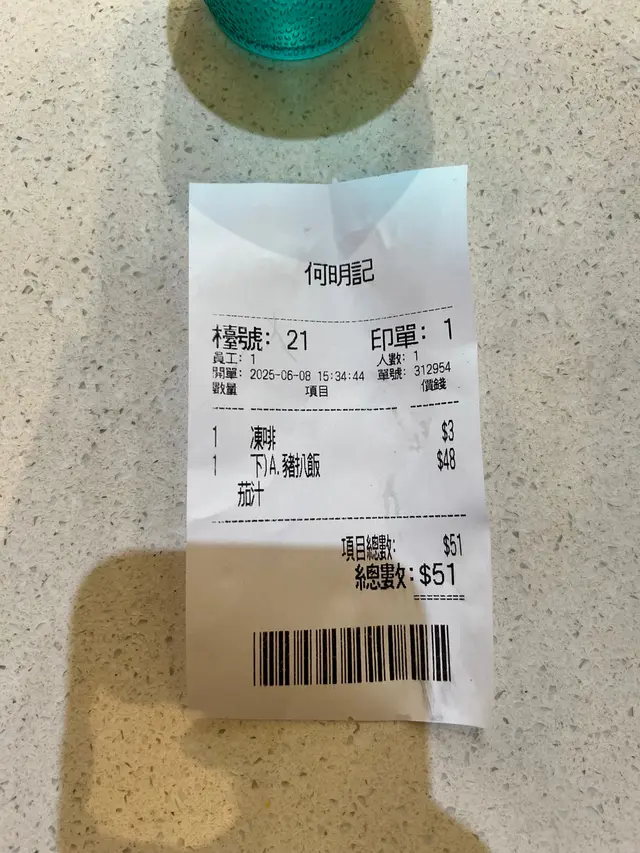 何明記
檯號: 21 印單: 1
員工: 1 人數: 1
開單: 2025-06-08 15:34:44 單號: 312954
數量 項目 價錢
1 凍啡 $3
1 下)A.豬扒飯 $48
茄汁
項目總數: $51
總數: $51